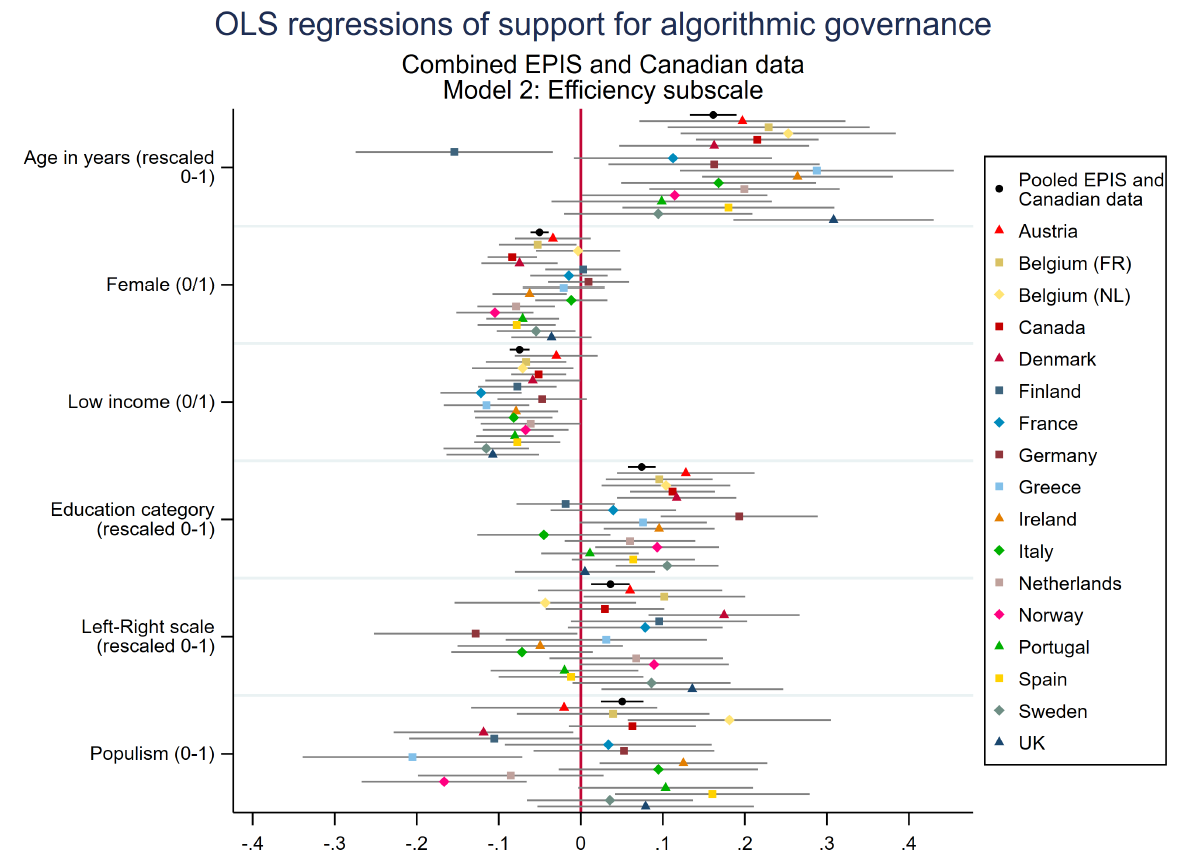 OLS regressions of support for algorithmic governance
Combined EPIS and Canadian data
Model 2: Efficiency subscale
Age in years (rescaled
0-1)
Female (0/1)
Low income (0/1)
Education category
(rescaled 0-1)
Left-Right scale
(rescaled 0-1)
Populism (0-1)
-.4 -.3 -.2 -.1 0 .1 .2 .3 .4
Pooled EPIS and
Canadian data
Austria
Belgium (FR)
Belgium (NL)
Canada
Denmark
Finland
France
Germany
Greece
Ireland
Italy
Netherlands
Norway
Portugal
Spain
Sweden
UK